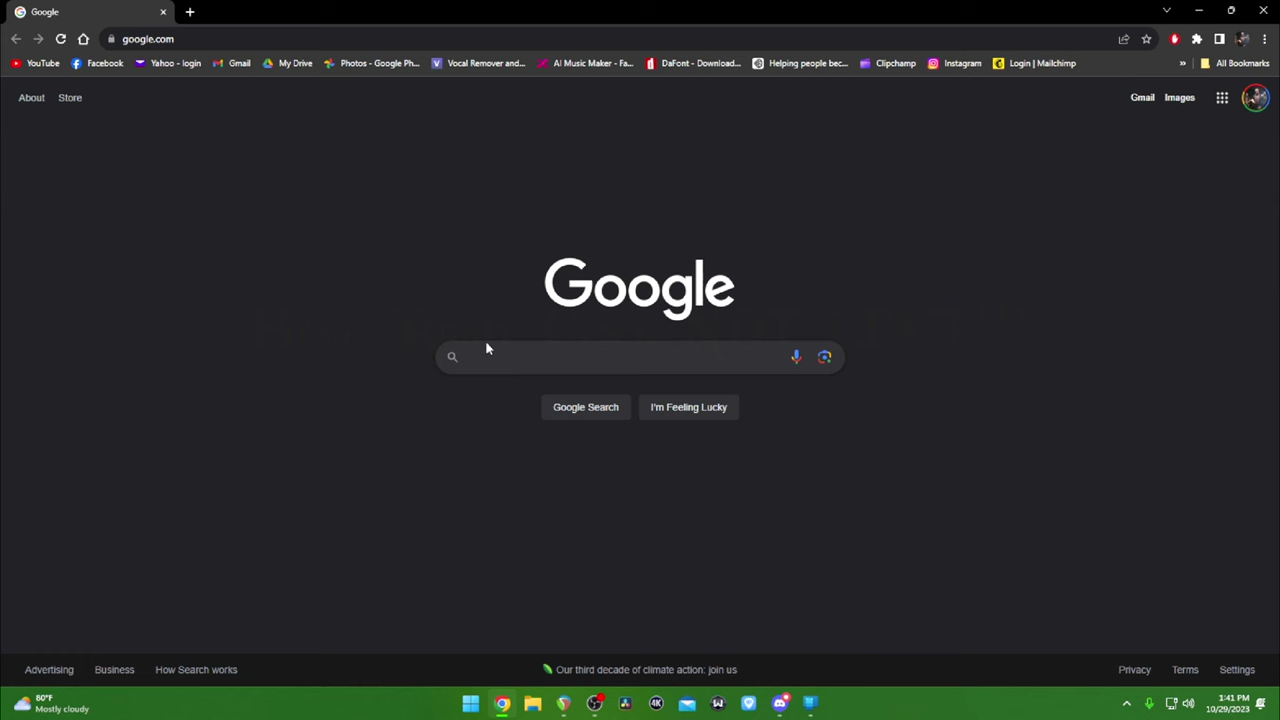 Google
google.com
YouTube Facebook Yahoo - login Gmail My Drive Photos - Google Ph... Vocal Remover and... AI Music Maker - Fa... DaFont - Download... Helping people bec... Clipchamp Instagram Login | Mailchimp » All Bookmarks
About Store Gmail Images
Google
Google Search I'm Feeling Lucky
Advertising Business How Search works Our third decade of climate action: join us Privacy Terms Settings
80°F
Mostly cloudy
4K
1:41 PM
10/29/2023